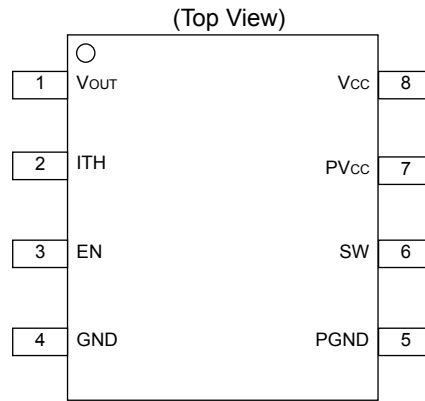 (Top View)
1 VOUT VCC 8
2 ITH PVCC 7
3 EN SW 6
4 GND PGND 5